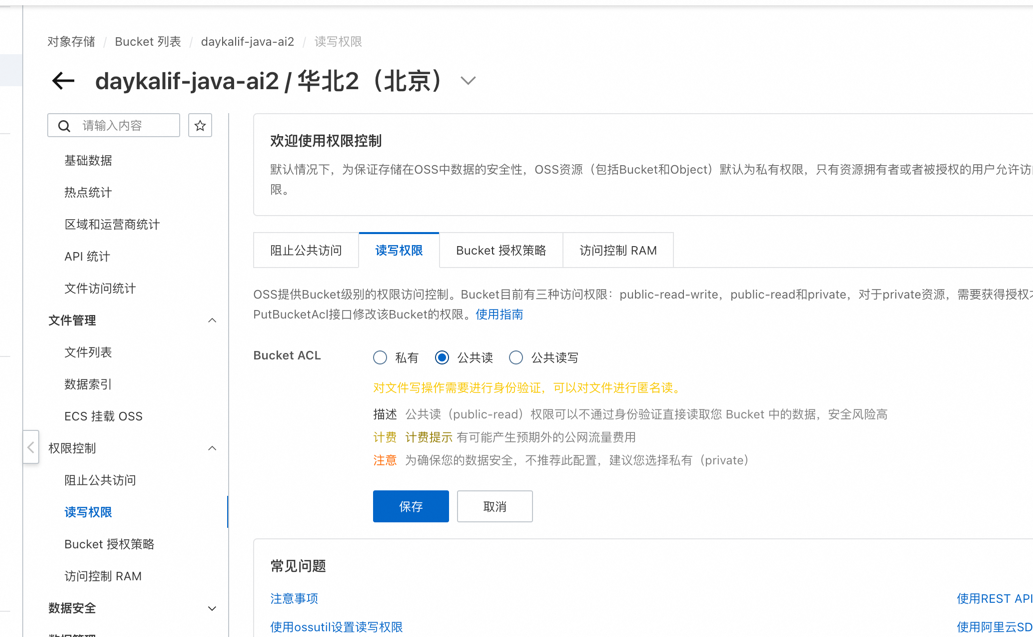 对象存储 / Bucket 列表 / daykalif-java-ai2 / 读写权限
daykalif-java-ai2 / 华北2（北京）
请输入内容
基础数据
热点统计
区域和运营商统计
API 统计
文件访问统计
文件管理
文件列表
数据索引
ECS 挂载 OSS
权限控制
阻止公共访问
读写权限
Bucket 授权策略
访问控制 RAM
数据安全
欢迎使用权限控制
默认情况下，为保证存储在OSS中数据的安全性，OSS资源（包括Bucket和Object）默认为私有权限，只有资源拥有者或者被授权的用户允许访
限。
阻止公共访问
读写权限
Bucket 授权策略
访问控制 RAM
OSS提供Bucket级别的权限访问控制。Bucket目前有三种访问权限：public-read-write，public-read和private，对于private资源，需要获得授权
PutBucketAcl接口修改该Bucket的权限。使用指南
Bucket ACL
私有 公共读 公共读写
对文件写操作需要进行身份验证，可以对文件进行匿名读。
描述 公共读（public-read）权限可以不通过身份验证直接读取您 Bucket 中的数据，安全风险高
计费 计费提示 有可能产生预期外的公网流量费用
注意 为确保您的数据安全，不推荐此配置，建议您选择私有（private）
保存 取消
常见问题
注意事项
使用REST API
使用ossutil设置读写权限
使用阿里云SD